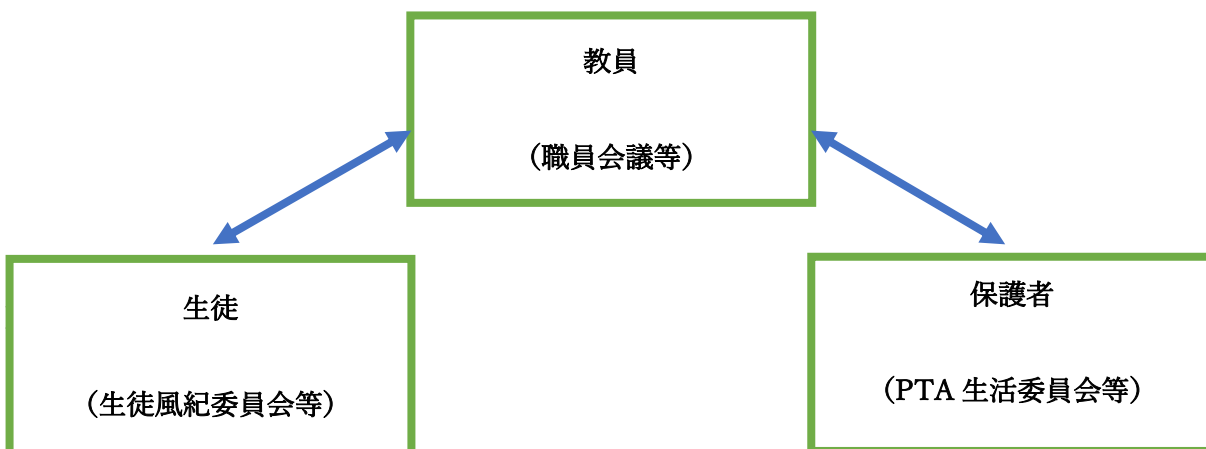 教員
（職員会議等）
生徒
（生徒風紀委員会等）
保護者
（PTA 生活委員会等）